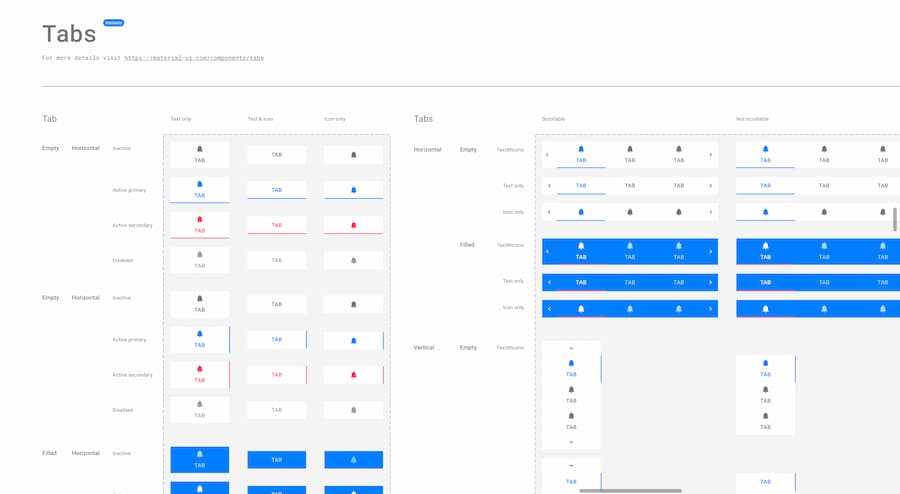 Tabs
Variants
For more details visit https://material-ui.com/components/tabs
Tab
Text only
Text & icon
Icon only
Empty
Horizontal
Inactive
TAB
TAB
Active primary
TAB
TAB
Active secondary
TAB
TAB
Disabled
TAB
TAB
Empty
Horizontal
Inactive
TAB
TAB
Active primary
TAB
TAB
Active secondary
TAB
TAB
Disabled
TAB
TAB
Filled
Horizontal
Inactive
TAB
TAB
Tabs
Scrollable
Not scrollable
Horizontal
Empty
Text&Icons
TAB
TAB
TAB
TAB
TAB
TAB
Text only
TAB
TAB
TAB
TAB
TAB
TAB
Icon only
Filled
Text&Icons
TAB
TAB
TAB
TAB
TAB
TAB
Text only
TAB
TAB
TAB
TAB
TAB
TAB
Icon only
Vertical
Empty
Text&Icons
TAB
TAB
TAB
TAB
TAB
TAB
TAB
TAB